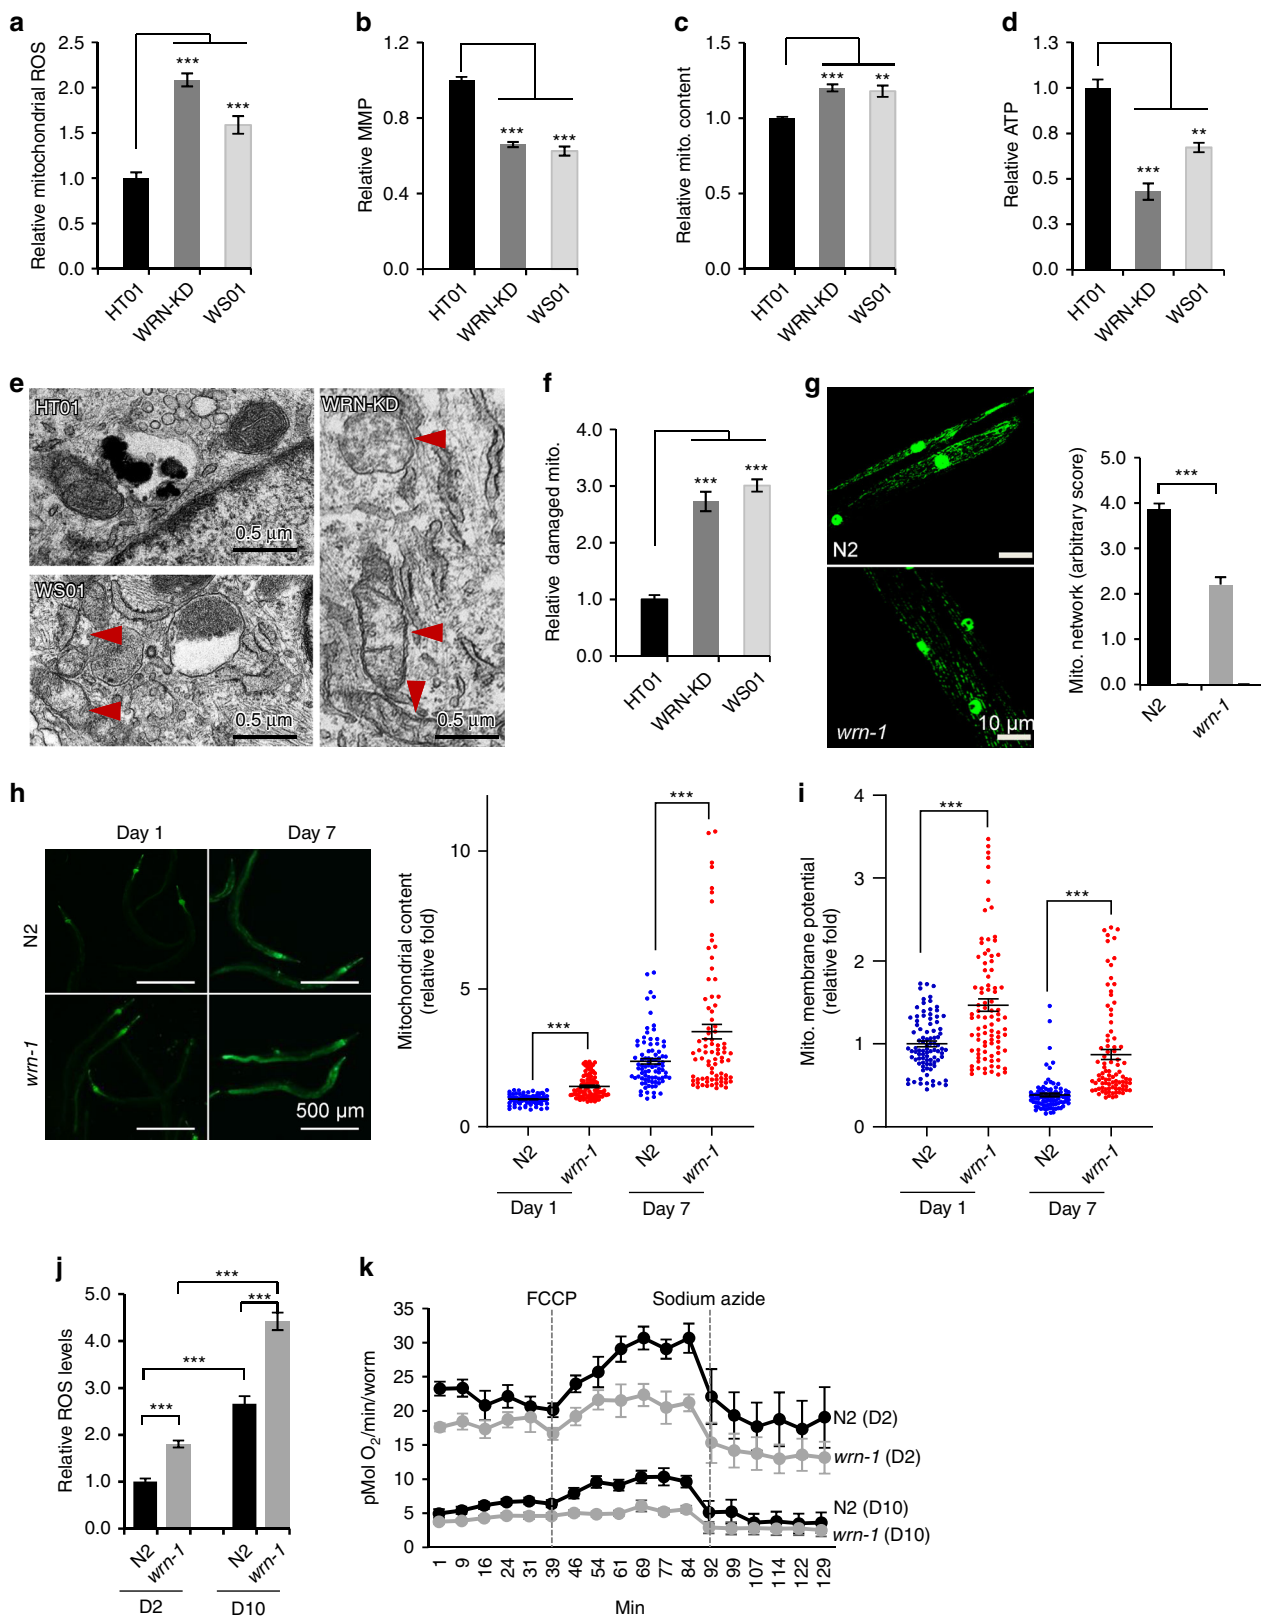 a
Relative mitochondrial ROS
2.5
2.0
1.5
1.0
0.5
0.0
***
***
HT01
WRN-KD
WS01
b
Relative MMP
1.2
0.8
0.4
0.0
***
***
HT01
WRN-KD
WS01
c
Relative mito. content
1.5
1.0
0.5
0.0
***
**
HT01
WRN-KD
WS01
d
Relative ATP
1.3
1.0
0.8
0.5
0.3
0.0
***
**
HT01
WRN-KD
WS01
e
HT01
0.5 µm
WS01
0.5 µm
WRN-KD
0.5 µm
f
Relative damaged mito.
4.0
3.0
2.0
1.0
0.0
***
***
HT01
WRN-KD
WS01
g
N2
wrn-1
10 µm
Mito. network (arbitrary score)
5.0
4.0
3.0
2.0
1.0
0.0
***
N2
wrn-1
h
Day 1
Day 7
N2
wrn-1
500 µm
Mitochondrial content
(relative fold)
10
5
0
***
***
N2
wrn-1
N2
wrn-1
Day 1
Day 7
i
Mito. membrane potential
(relative fold)
4
3
2
1
0
***
***
N2
wrn-1
N2
wrn-1
Day 1
Day 7
j
Relative ROS levels
5.0
4.0
3.0
2.0
1.0
0.0
***
***
***
***
N2
wrn-1
N2
wrn-1
D2
D10
k
FCCP
Sodium azide
pMol O2/min/worm
35
30
25
20
15
10
5
0
N2 (D2)
wrn-1 (D2)
N2 (D10)
wrn-1 (D10)
1 9 16 24 31 39 46 54 61 69 77 84 92 99 107 114 122 129
Min